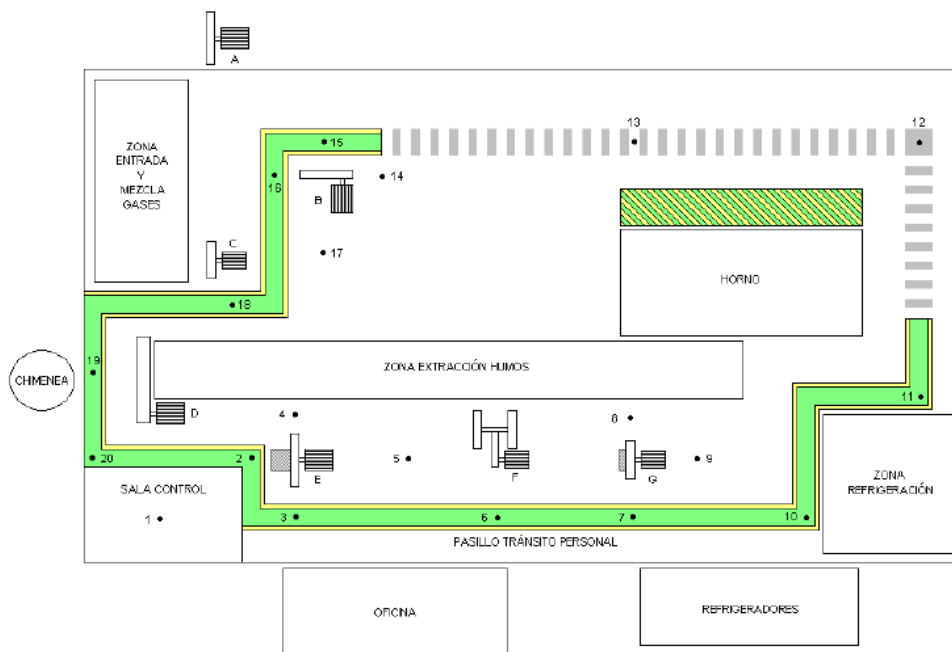 A
13
12
15
ZONA
ENTRADA
Y
MEZCLA
GASES
16
14
B
C
17
HORNO
18
19
ZONA EXTRACCIÓN HUMOS
CHIMENEA
11
4
D
8
20
2
5
9
E
F
G
ZONA
REFRIGERACIÓN
SALA CONTROL
1
3
6
7
10
PASILLO TRÁNSITO PERSONAL
OFICINA
REFRIGERADORES